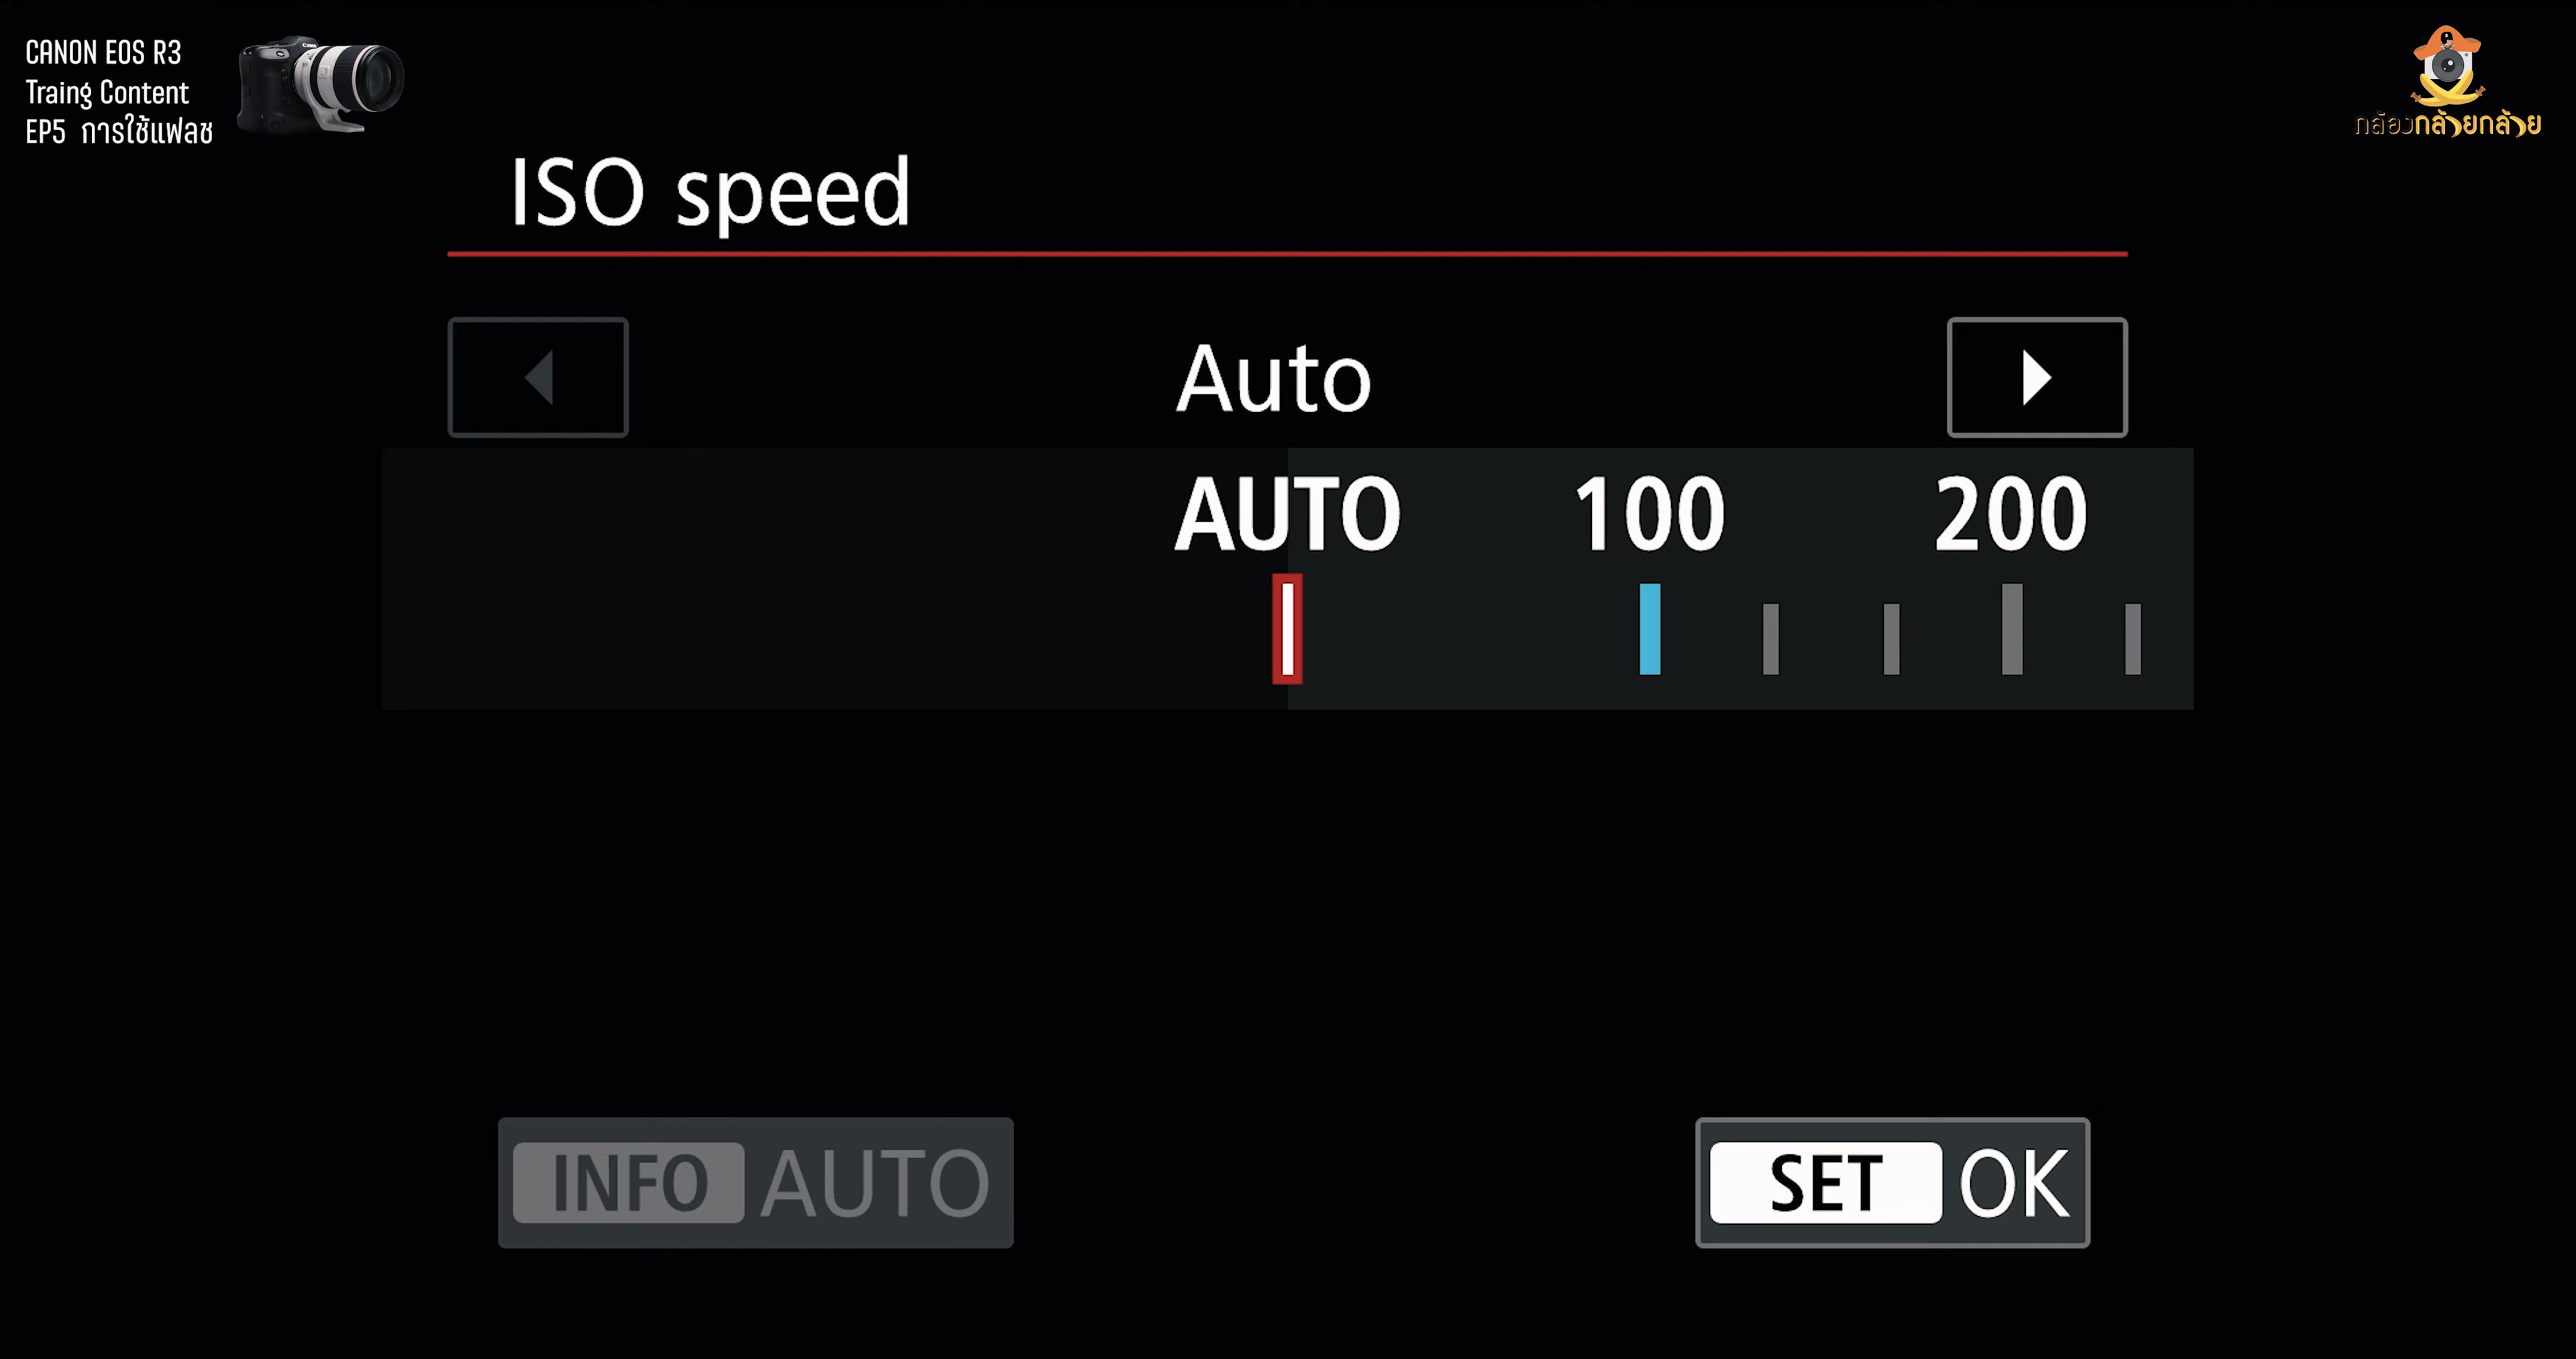 CANON EOS R3
Traing Content
EP5 การใช้แฟลช
กล้องกล้วยกล้วย
ISO speed
Auto
AUTO 100 200
INFO AUTO
SET OK